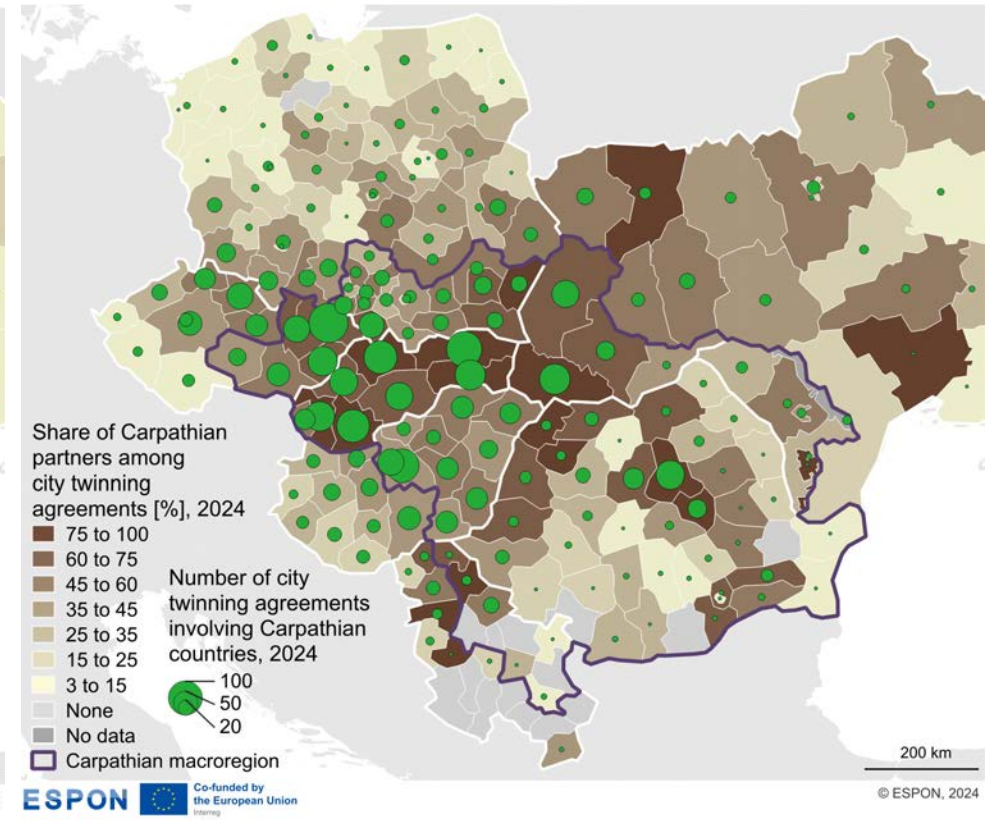 Share of Carpathian
partners among
city twinning
agreements [%], 2024
75 to 100
60 to 75
45 to 60
35 to 45
25 to 35
15 to 25
3 to 15
None
No data
Carpathian macroregion
Number of city
twinning agreements
involving Carpathian
countries, 2024
100
50
20
200 km
ESPON
Co-funded by
the European Union
Interreg
© ESPON, 2024